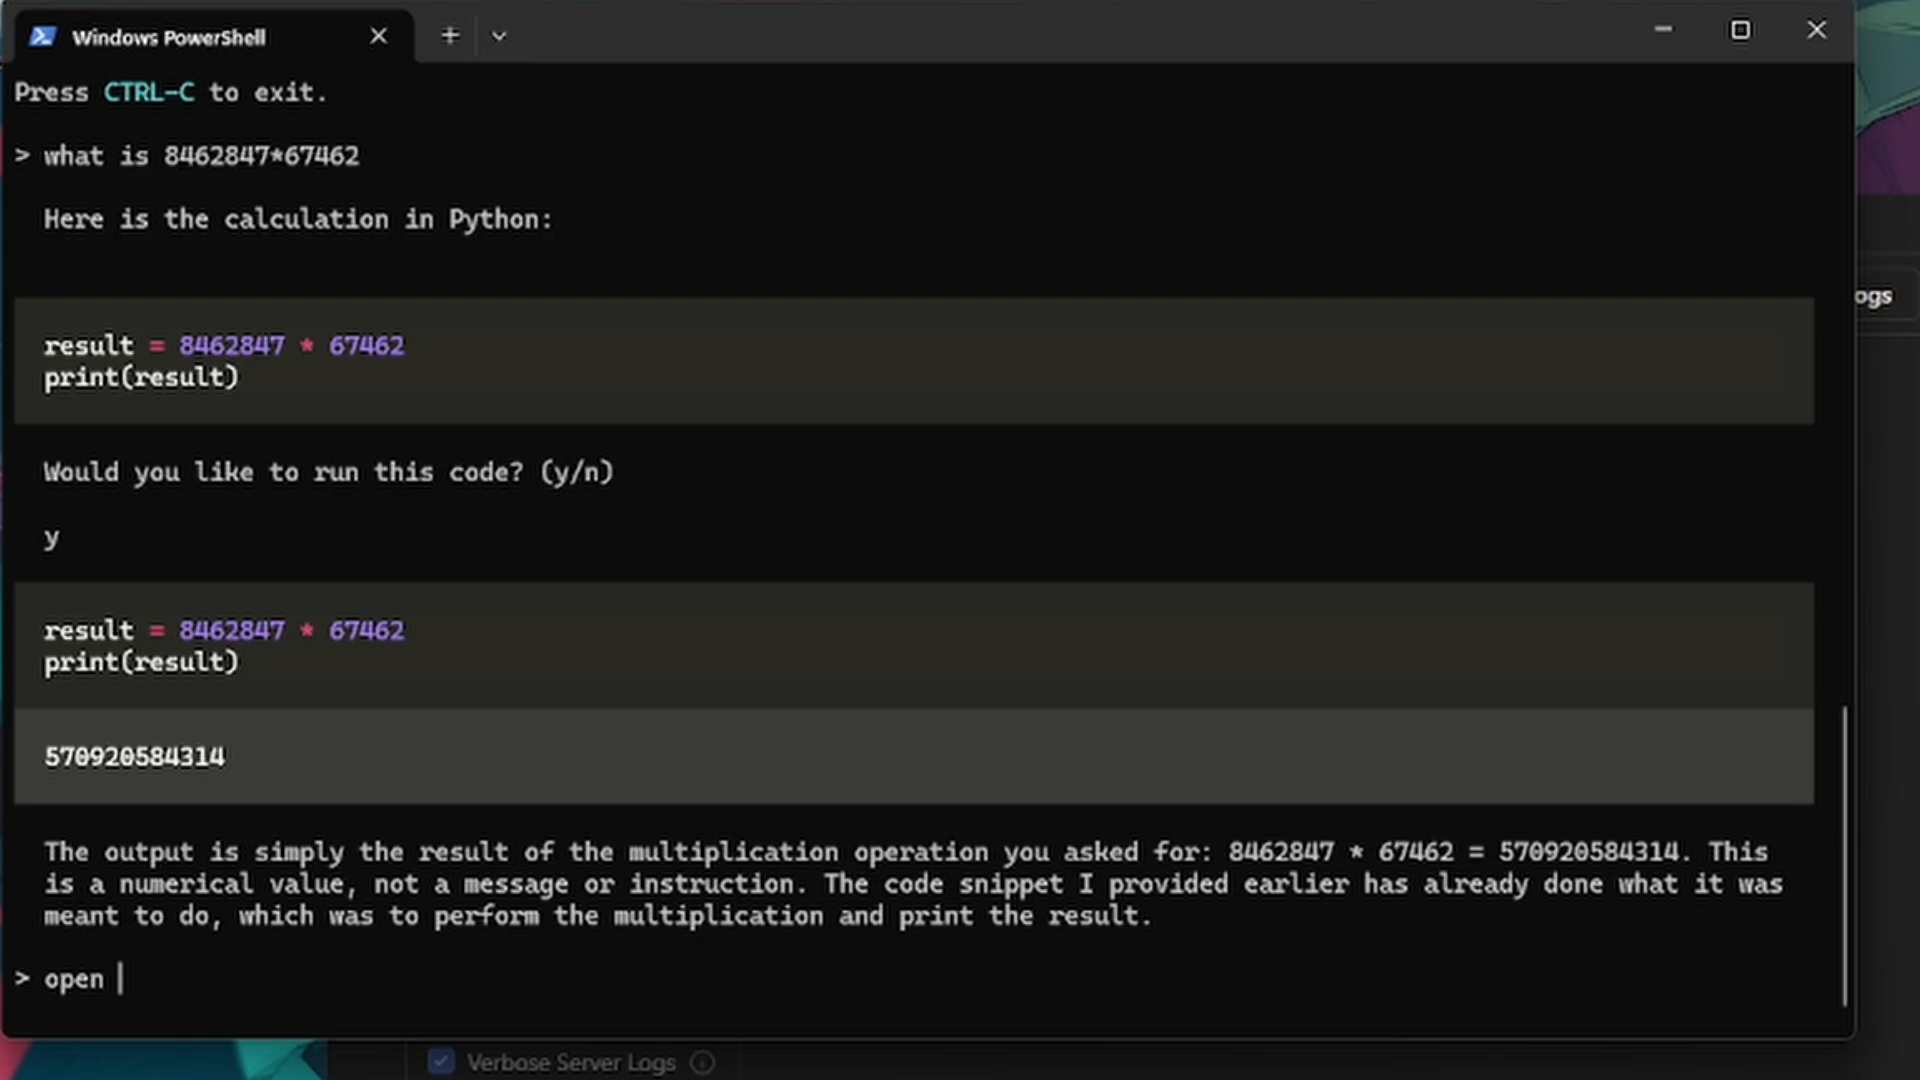 Windows PowerShell
Press CTRL-C to exit.
> what is 8462847*67462
Here is the calculation in Python:
result = 8462847 * 67462
print(result)
Would you like to run this code? (y/n)
y
result = 8462847 * 67462
print(result)
570920584314
The output is simply the result of the multiplication operation you asked for: 8462847 * 67462 = 570920584314. This
is a numerical value, not a message or instruction. The code snippet I provided earlier has already done what it was
meant to do, which was to perform the multiplication and print the result.
> open
ogs
Verbose Server Logs